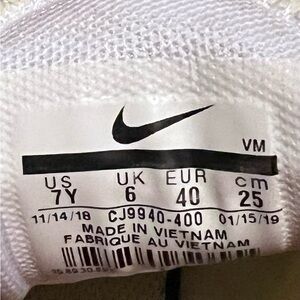 VM
US UK EUR cm
7Y 6 40 25
11/14/18 CJ9940-400 01/15/19
MADE IN VIETNAM
FABRIQUE AU VIETNAM